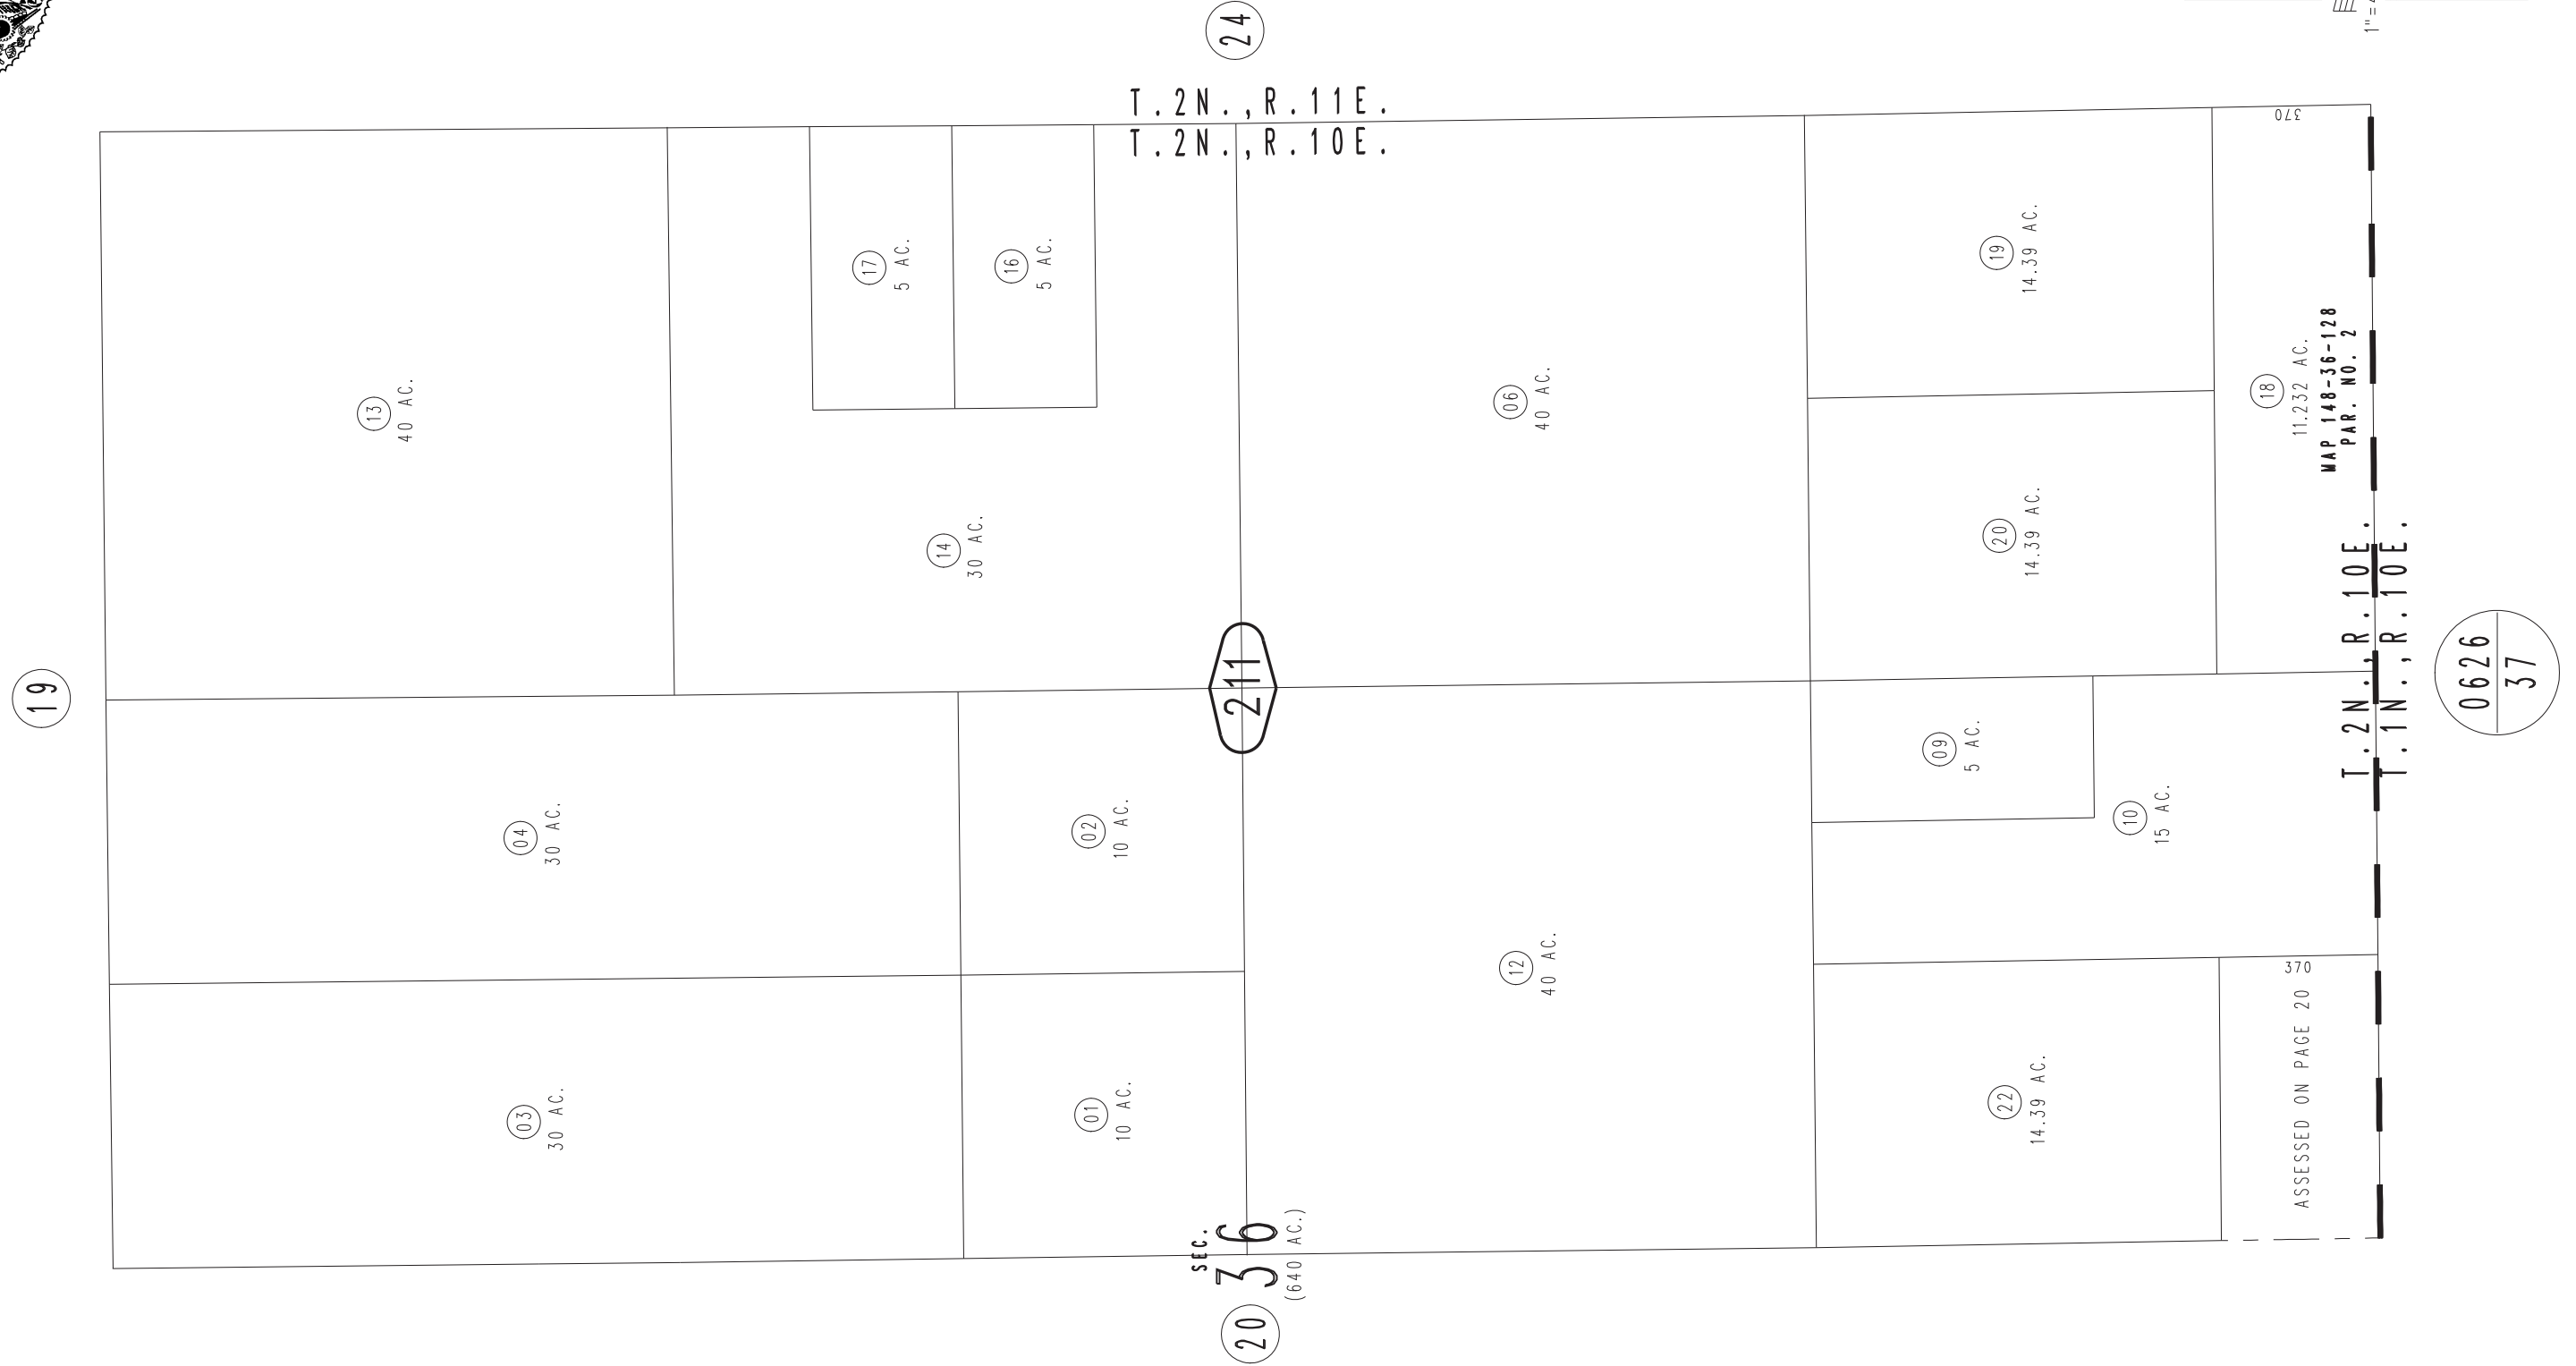 24
1"=4
T.2N.,R.11E.
T.2N.,R.10E.
370
17
5 AC.
16
5 AC.
19
14.39 AC.
13
40 AC.
06
40 AC.
18
11.232 AC.
MAP 148-36-128
PAR. NO. 2
14
30 AC.
20
14.39 AC.
19
211
T.2N.,R.10E.
T.1N.,R.10E.
0626
37
09
5 AC.
04
30 AC.
02
10 AC.
10
15 AC.
12
40 AC.
370
ASSESSED ON PAGE 20
03
30 AC.
01
10 AC.
22
14.39 AC.
SEC.
36
(640 AC.)
20